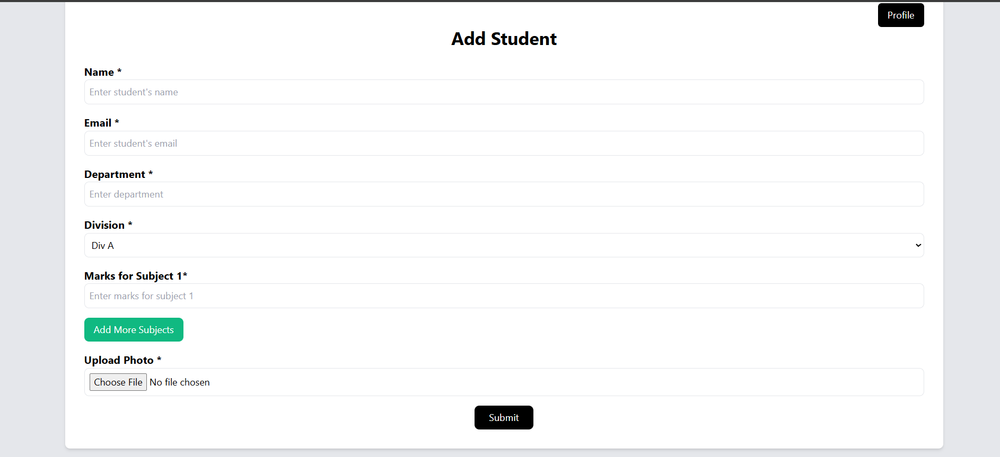 Profile
Add Student
Name *
Enter student's name
Email *
Enter student's email
Department *
Enter department
Division *
Div A
Marks for Subject 1*
Enter marks for subject 1
Add More Subjects
Upload Photo *
Choose File No file chosen
Submit